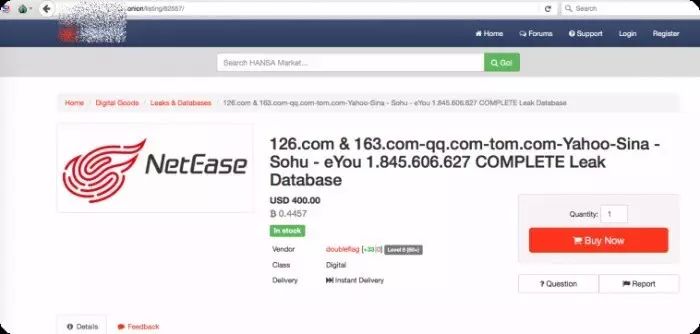 .onion/listing/82557/
Search
Home Forums Support Login Register
Search HANSA Market... Go!
Home / Digital Goods / Leaks & Databases / 126.com & 163.com-qq.com-tom.com-Yahoo-Sina - Sohu - eYou 1.845.606.627 COMPLETE Leak Database
NetEase
126.com & 163.com-qq.com-tom.com-Yahoo-Sina -
Sohu - eYou 1.845.606.627 COMPLETE Leak
Database
USD 400.00
฿ 0.4457
In stock
Quantity: 1
Buy Now
Vendor doubleflag [+33|0] Level 5 (50+)
Class Digital
Delivery Instant Delivery
Question Report
Details Feedback